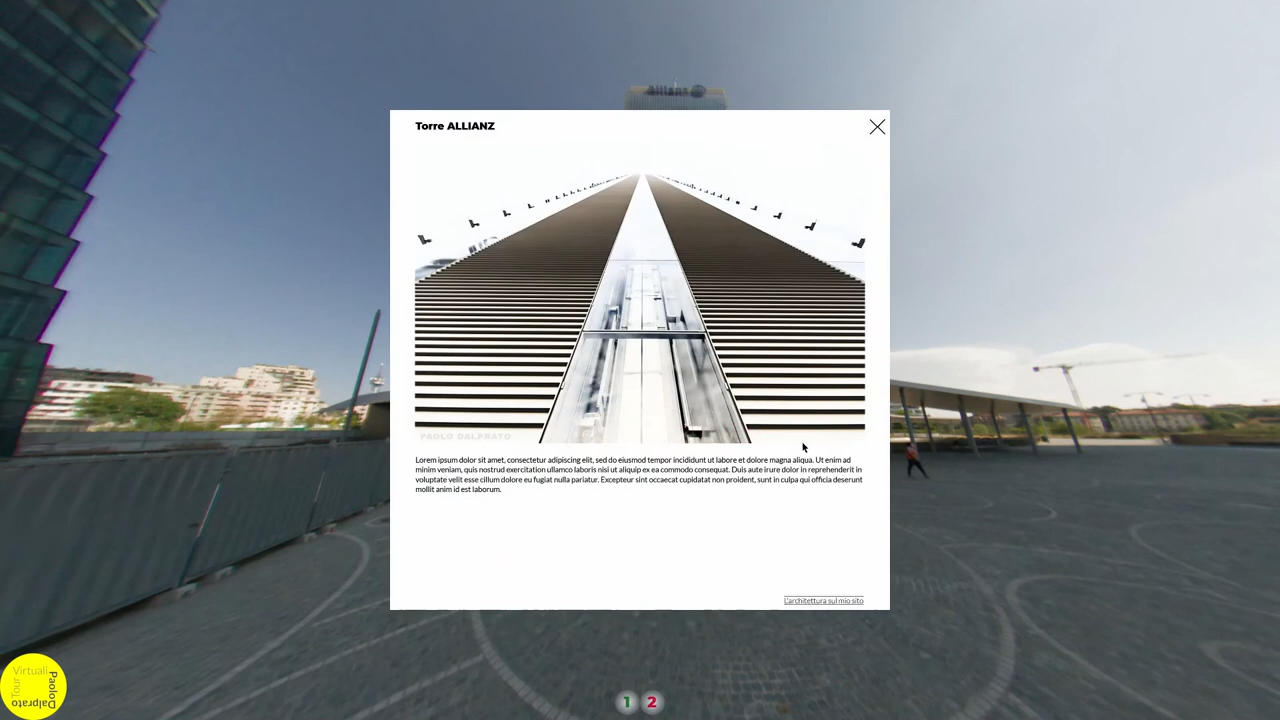 Allianz
Torre ALLIANZ
PAOLO DALPRATO
Lorem ipsum dolor sit amet, consectetur adipiscing elit, sed do eiusmod tempor incididunt ut labore et dolore magna aliqua. Ut enim ad
minim veniam, quis nostrud exercitation ullamco laboris nisi ut aliquip ex ea commodo consequat. Duis aute irure dolor in reprehenderit in
voluptate velit esse cillum dolore eu fugiat nulla pariatur. Excepteur sint occaecat cupidatat non proident, sunt in culpa qui officia deserunt
mollit anim id est laborum.
L'architettura sul mio sito
Virtuali
Tour
Paolo
Dalprato
1 2